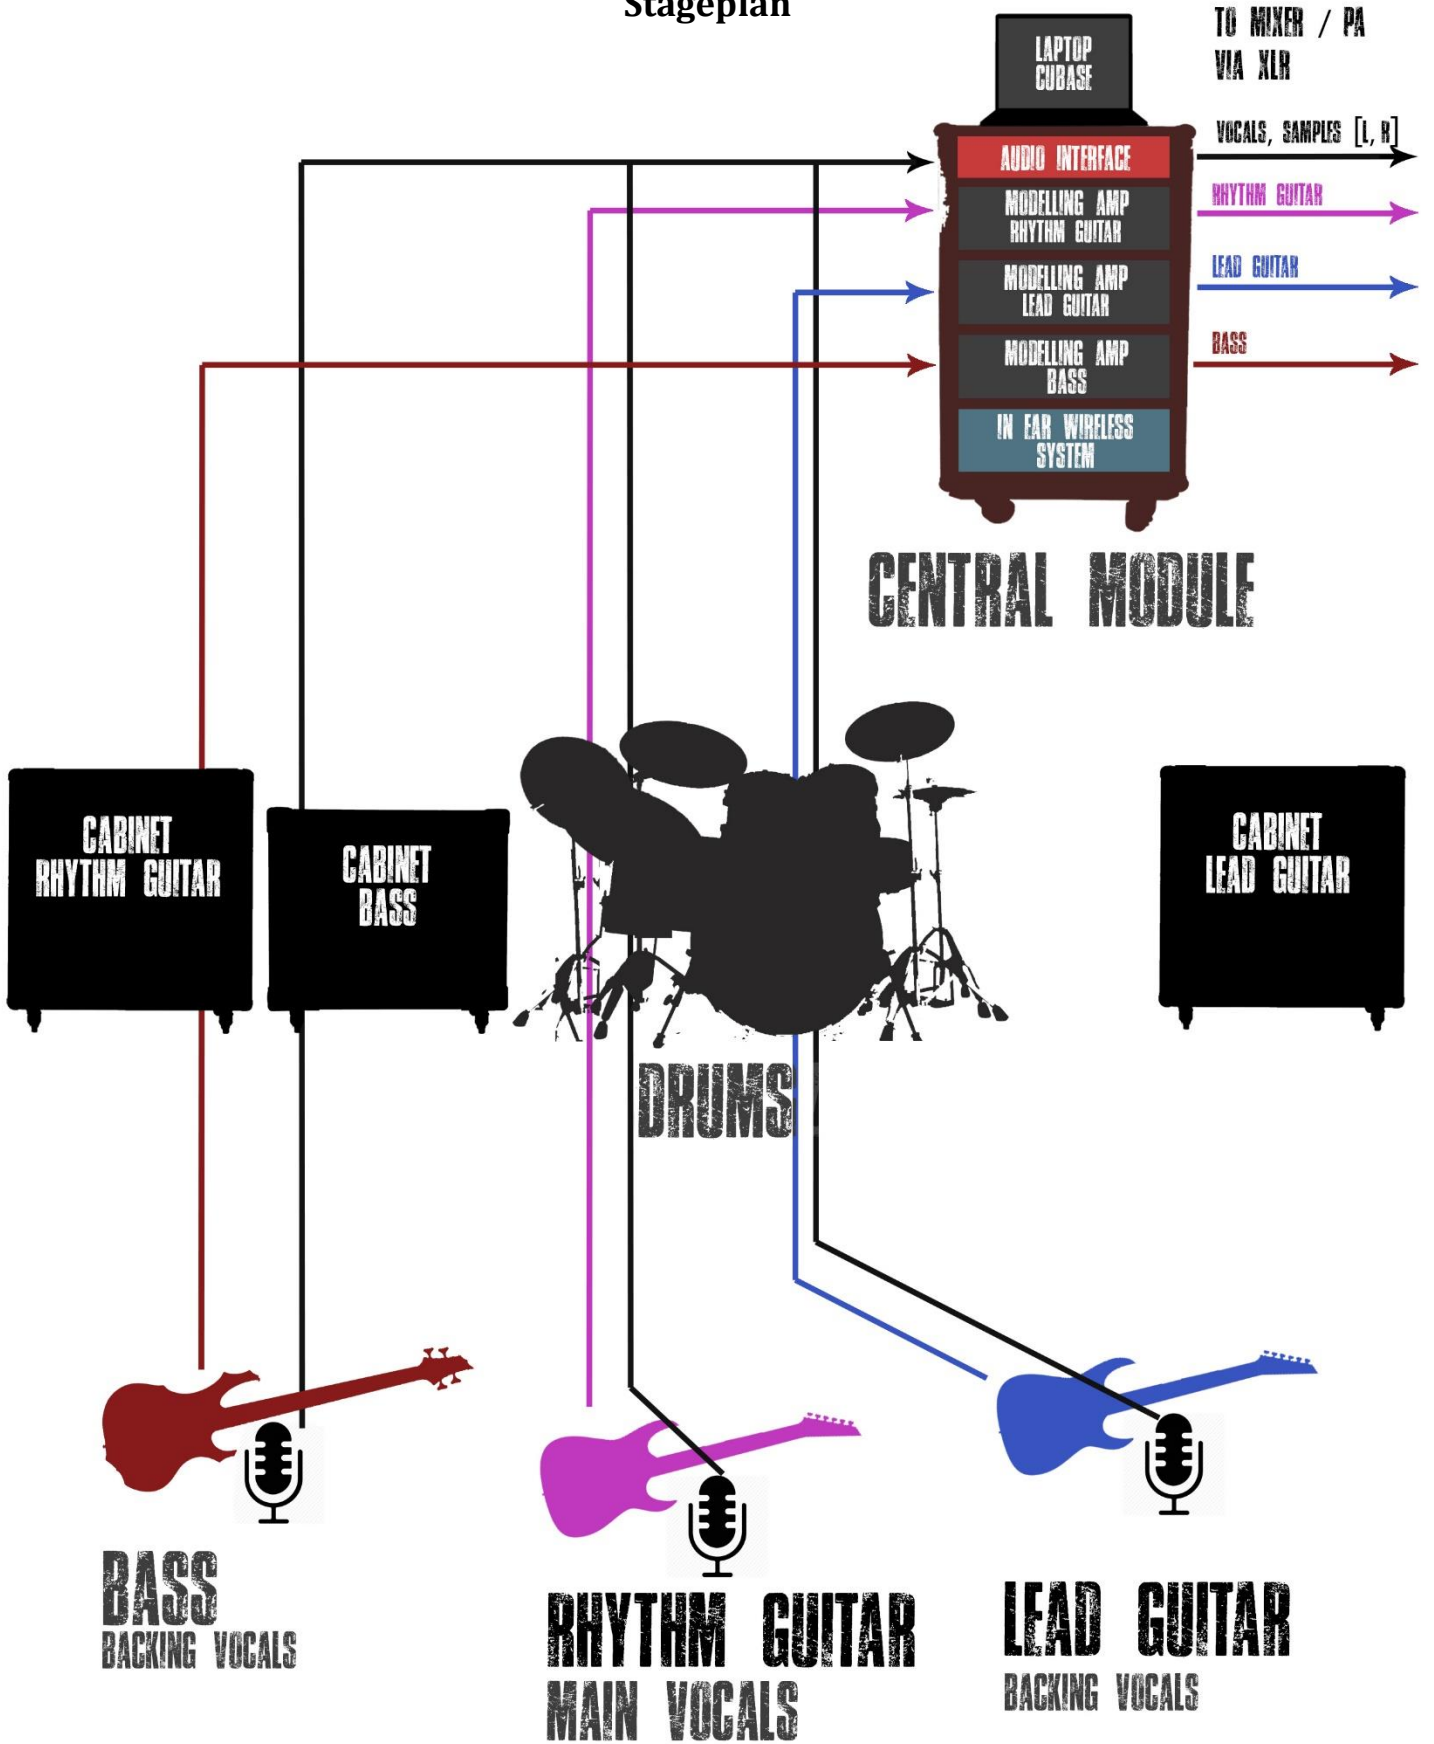 Stageplan
TO MIXER / PA
VIA XLR
LAPTOP
CUBASE
VOCALS, SAMPLES [L, R]
AUDIO INTERFACE
RHYTHM GUITAR
MODELLING AMP
RHYTHM GUITAR
LEAD GUITAR
MODELLING AMP
LEAD GUITAR
BASS
MODELLING AMP
BASS
IN EAR WIRELESS
SYSTEM
CENTRAL MODULE
CABINET
RHYTHM GUITAR
CABINET
BASS
CABINET
LEAD GUITAR
DRUMS
BASS
BACKING VOCALS
RHYTHM GUITAR
MAIN VOCALS
LEAD GUITAR
BACKING VOCALS